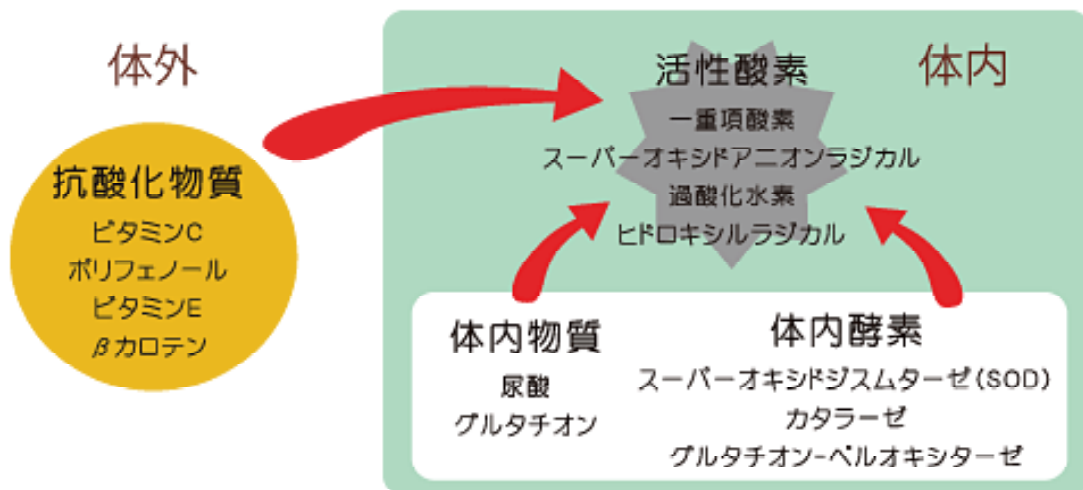 体外
抗酸化物質
ビタミンC
ポリフェノール
ビタミンE
βカロテン
体内
活性酸素
一重項酸素
スーパーオキシドアニオンラジカル
過酸化水素
ヒドロキシルラジカル
体内物質
尿酸
グルタチオン
体内酵素
スーパーオキシドジスムターゼ(SOD)
カタラーゼ
グルタチオン-ペルオキシターゼ